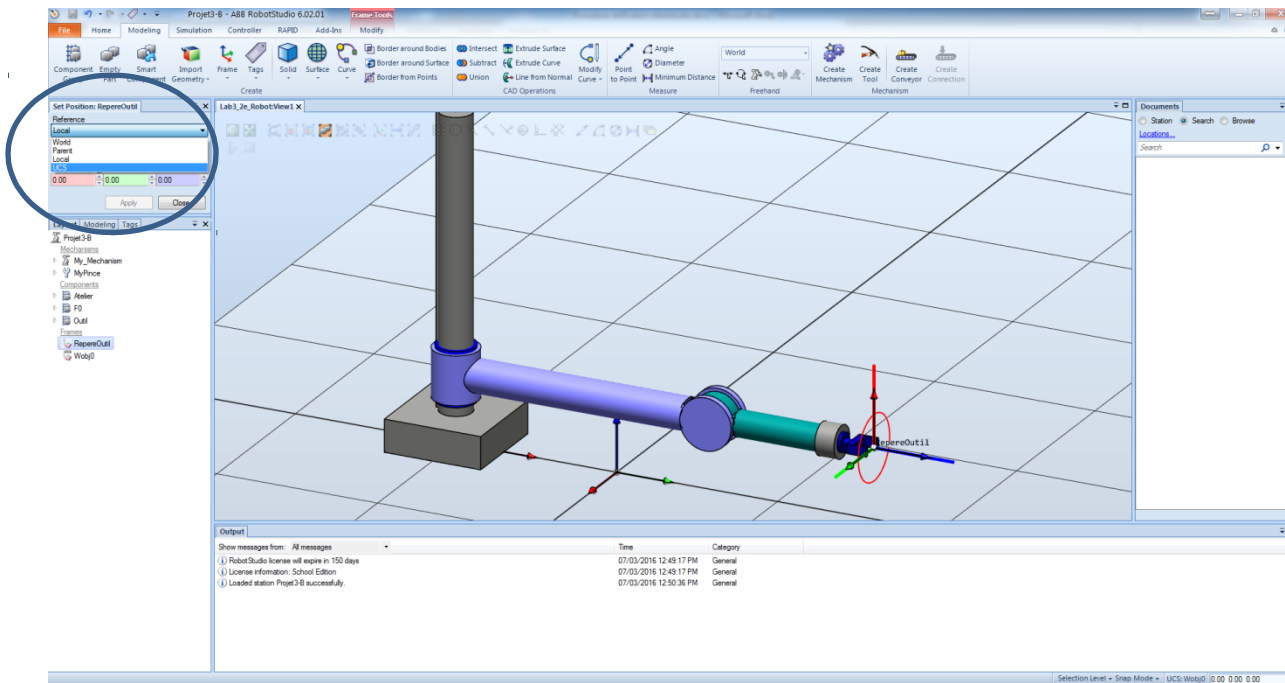 Projet3-B - ABB RobotStudio 6.02.01
Frame Tools
File Home Modeling Simulation Controller RAPID Add-Ins Modify
Component Group
Empty Part
Smart Component
Import Geometry
Frame
Tags
Solid
Surface
Curve
Border around Bodies
Border around Surface
Border from Points
Create
Intersect
Subtract
Union
Extrude Surface
Extrude Curve
Line from Normal
Modify Curve
CAD Operations
Point to Point
Angle
Diameter
Minimum Distance
Measure
World
Freehand
Create Mechanism
Create Tool
Create Conveyor
Create Connection
Mechanism
Set Position: RepereOutil
Reference
Local
World
Parent
Local
UCS
0.00 0.00 0.00
Apply Close
Layout Modeling Tags
Projet3-B
Mechanisms
My_Mechanism
MyPince
Components
Atelier
F0
Outil
Frames
RepereOutil
Wobj0
Lab3_2e_Robot:View1
RepereOutil
Documents
Station Search Browse
Locations...
Search
Output
Show messages from: All messages Time Category
RobotStudio license will expire in 150 days 07/03/2016 12:49:17 PM General
License information: School Edition 07/03/2016 12:49:17 PM General
Loaded station Projet3-B successfully. 07/03/2016 12:50:36 PM General
Selection Level Snap Mode UCS: Wobj0 0.00 0.00 0.00